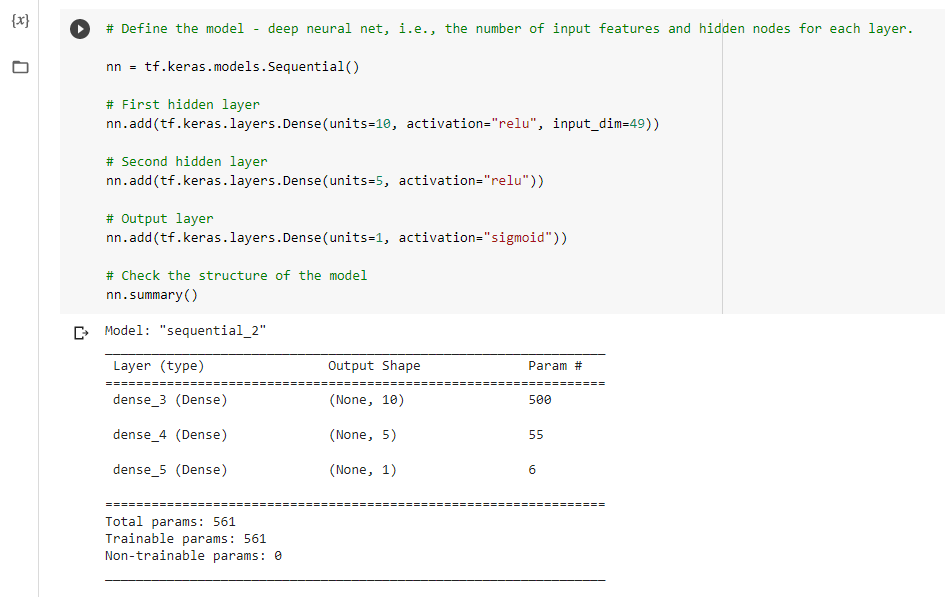 {x}
# Define the model - deep neural net, i.e., the number of input features and hidden nodes for each layer.
nn = tf.keras.models.Sequential()
# First hidden layer
nn.add(tf.keras.layers.Dense(units=10, activation="relu", input_dim=49))
# Second hidden layer
nn.add(tf.keras.layers.Dense(units=5, activation="relu"))
# Output layer
nn.add(tf.keras.layers.Dense(units=1, activation="sigmoid"))
# Check the structure of the model
nn.summary()
Model: "sequential_2"
_________________________________________________________________
Layer (type) Output Shape Param #
=================================================================
dense_3 (Dense) (None, 10) 500
dense_4 (Dense) (None, 5) 55
dense_5 (Dense) (None, 1) 6
=================================================================
Total params: 561
Trainable params: 561
Non-trainable params: 0
_________________________________________________________________